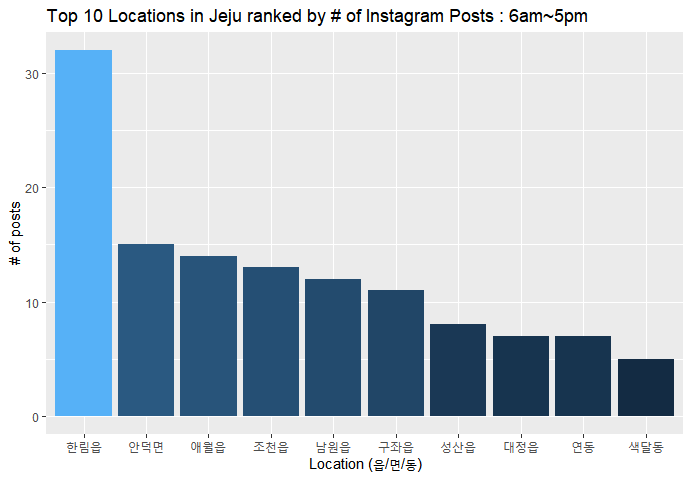 Top 10 Locations in Jeju ranked by # of Instagram Posts : 6am~5pm
# of posts
30
20
10
0
한림읍 안덕면 애월읍 조천읍 남원읍 구좌읍 성산읍 대정읍 연동 색달동
Location (읍/면/동)